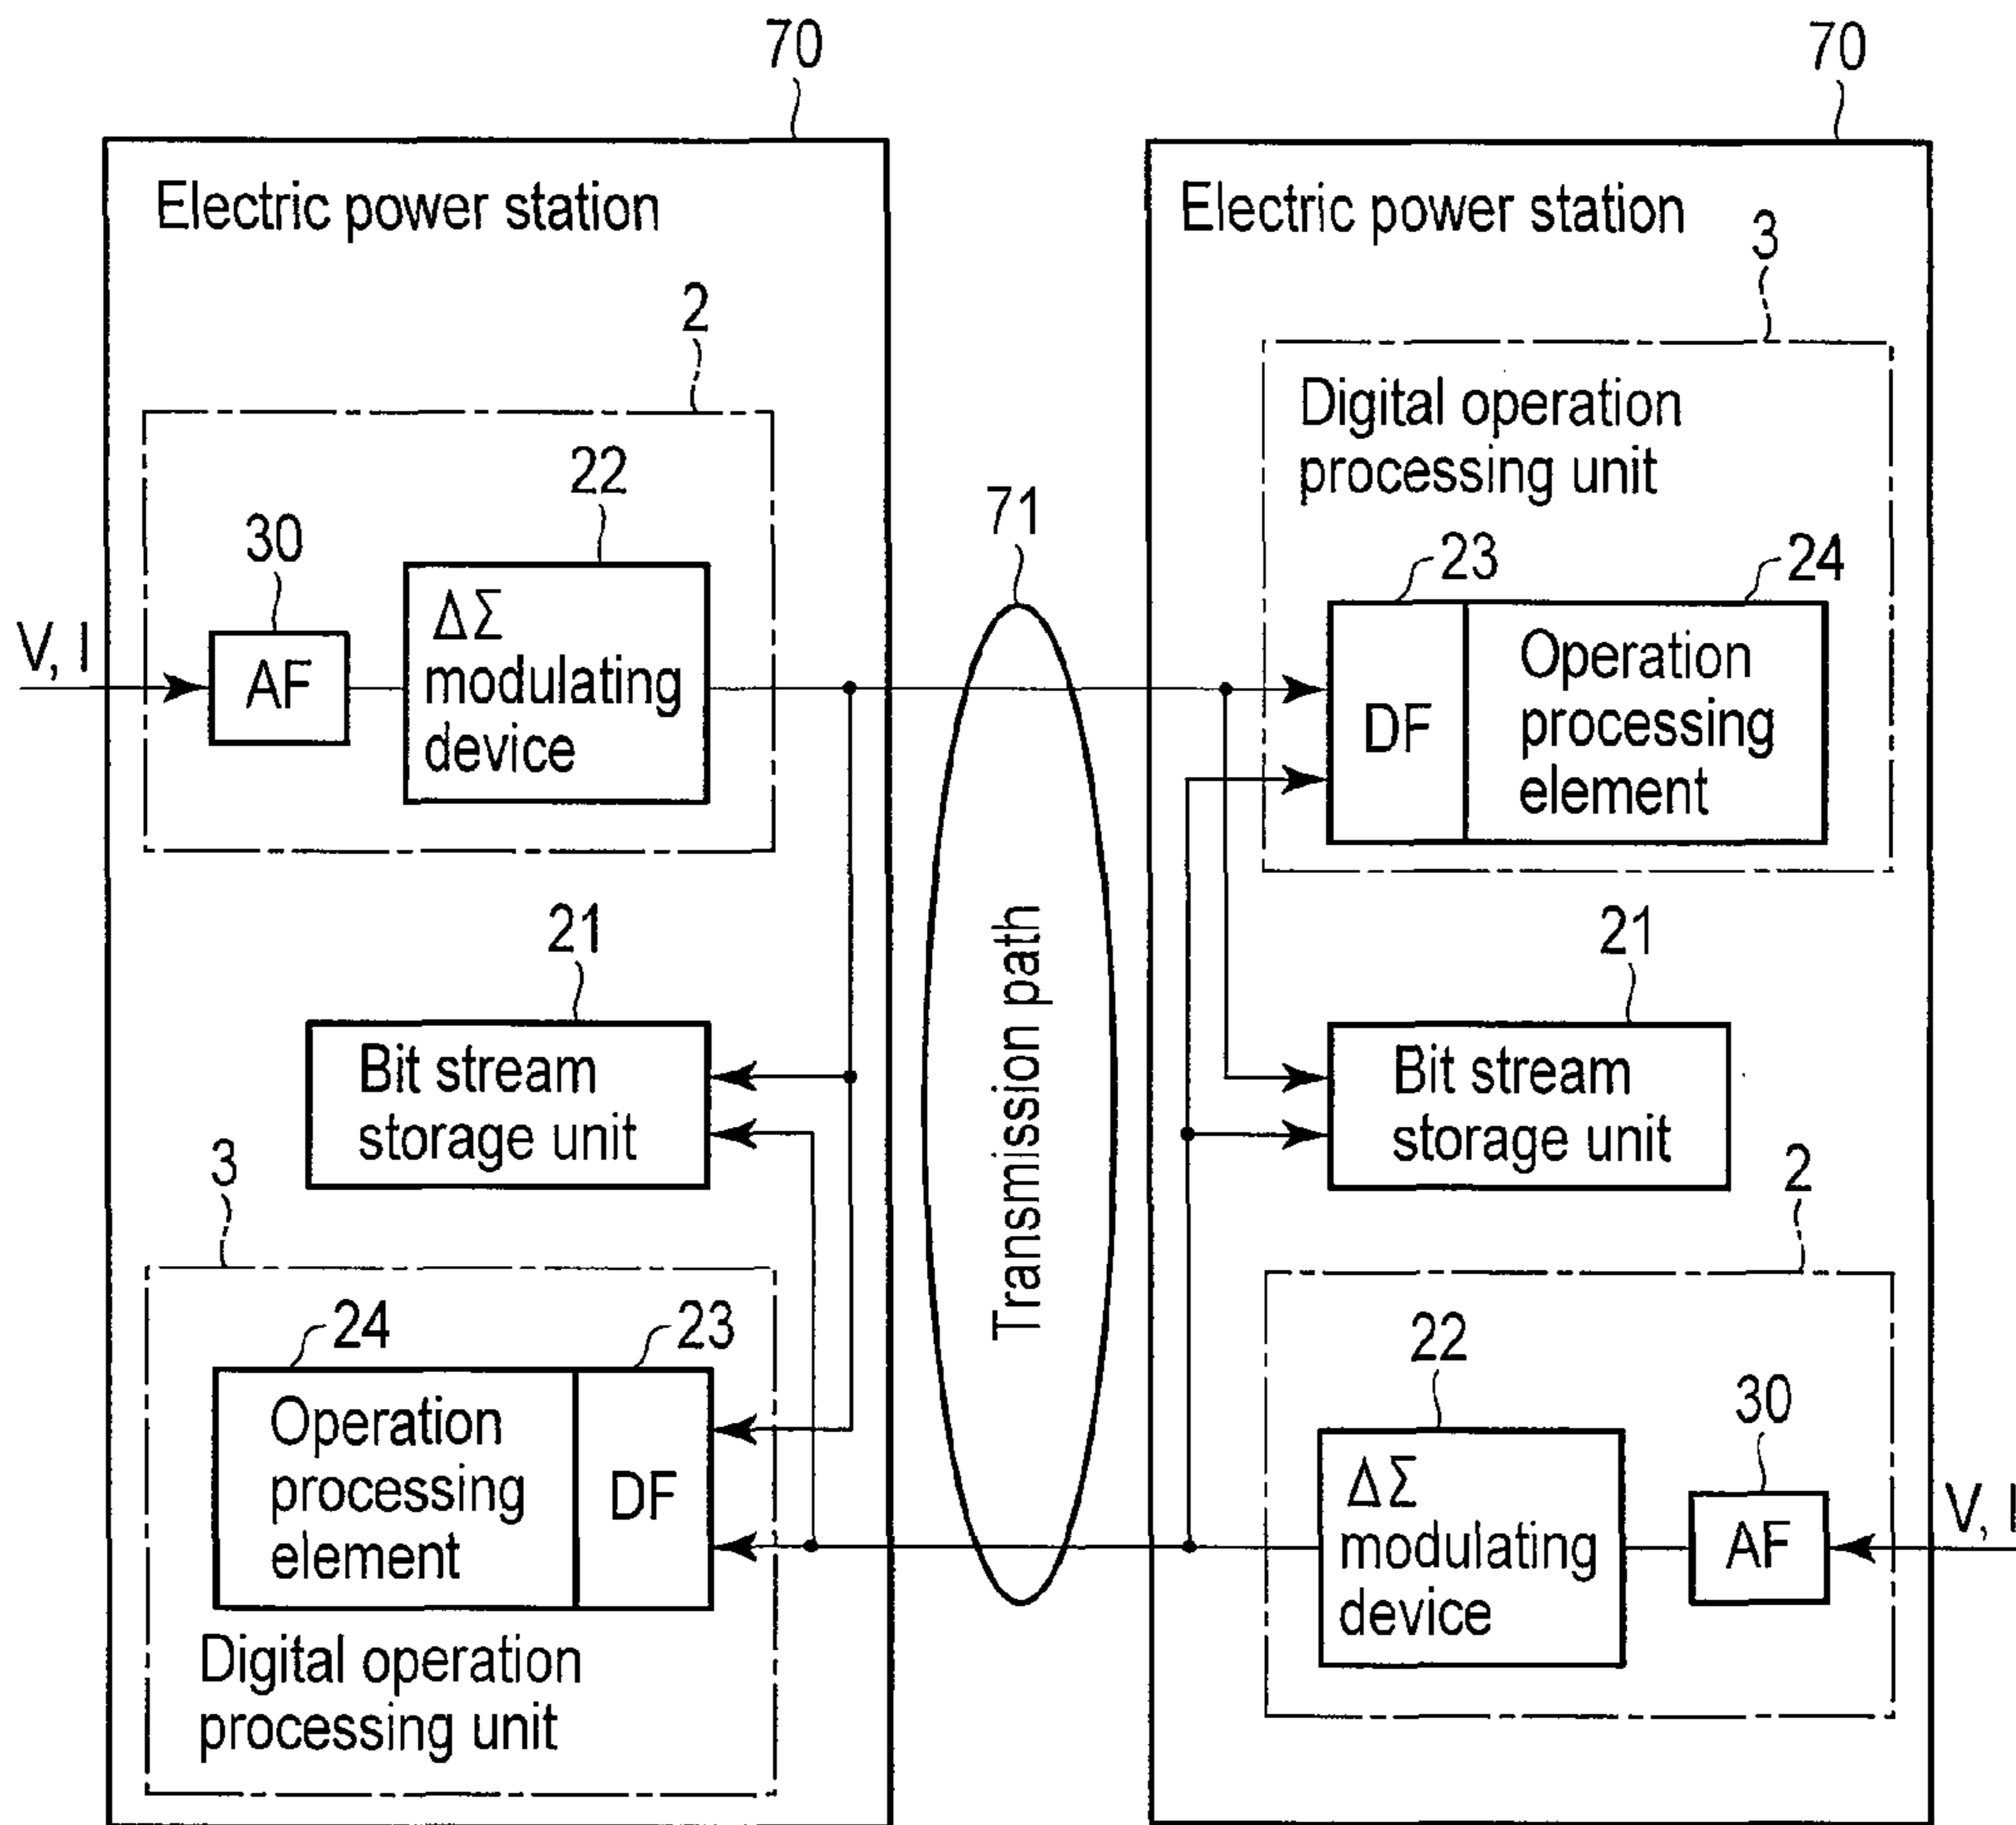 70
Electric power station
2
22
30
V, I
AF
ΔΣ
modulating
device
21
Bit stream
storage unit
3
24
23
Operation
processing
element
DF
Digital operation
processing unit
71
Transmission path
70
Electric power station
3
Digital operation
processing unit
23
24
DF
Operation
processing
element
21
Bit stream
storage unit
2
22
30
ΔΣ
modulating
device
AF
V, I